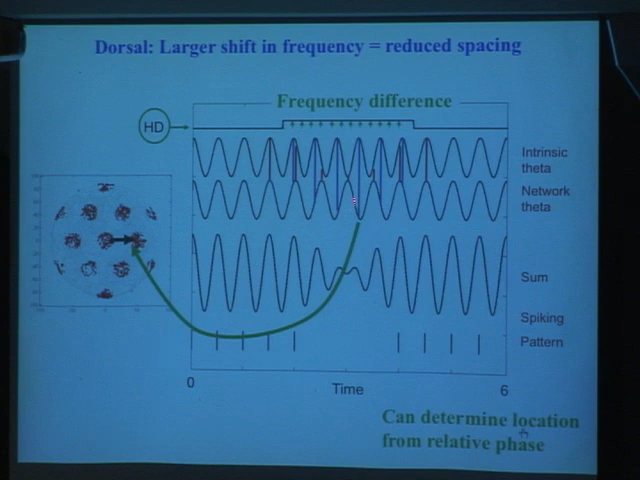 Dorsal: Larger shift in frequency = reduced spacing
Frequency difference
HD
Intrinsic
theta
Network
theta
Sum
Spiking
Pattern
0
Time
6
Can determine location
from relative phase